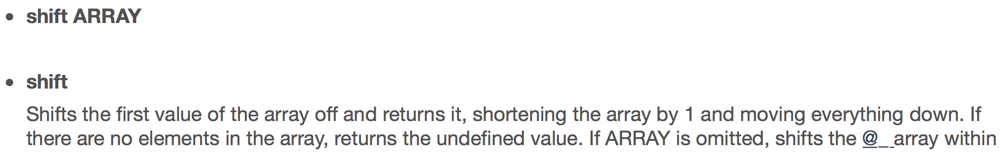 • shift ARRAY
• shift
Shifts the first value of the array off and returns it, shortening the array by 1 and moving everything down. If
there are no elements in the array, returns the undefined value. If ARRAY is omitted, shifts the @_ array within